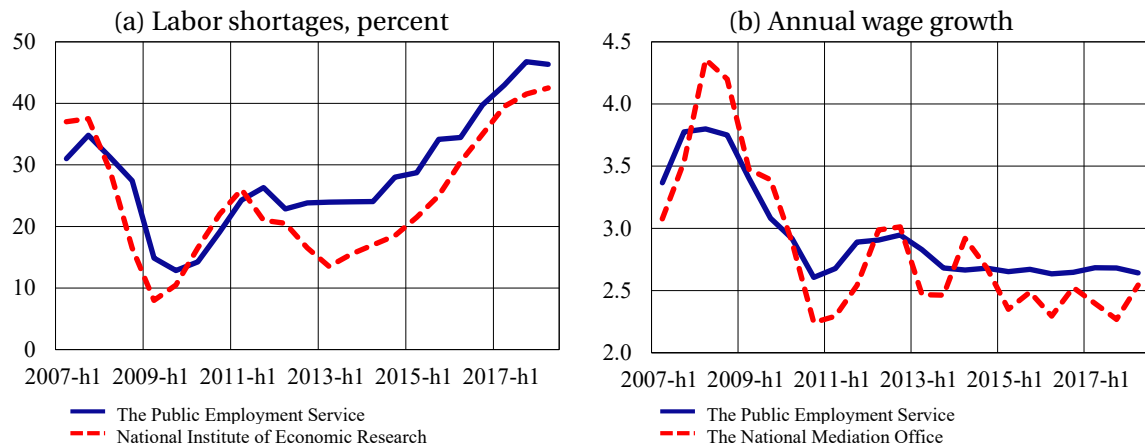 (a) Labor shortages, percent
50
40
30
20
10
0
2007-h1 2009-h1 2011-h1 2013-h1 2015-h1 2017-h1
The Public Employment Service
National Institute of Economic Research
(b) Annual wage growth
4.5
4.0
3.5
3.0
2.5
2.0
2007-h1 2009-h1 2011-h1 2013-h1 2015-h1 2017-h1
The Public Employment Service
The National Mediation Office